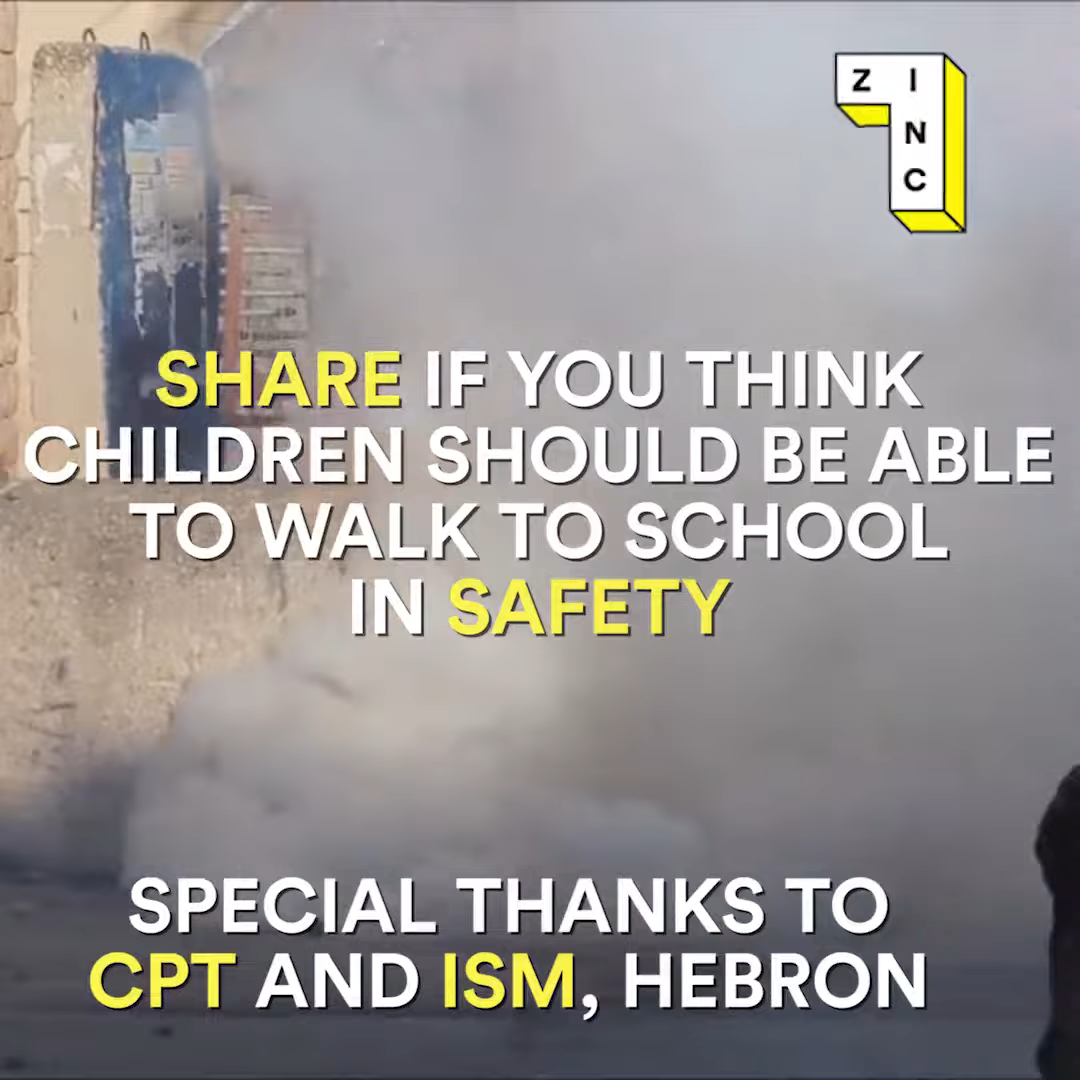 Z I
N
C
SHARE IF YOU THINK
CHILDREN SHOULD BE ABLE
TO WALK TO SCHOOL
IN SAFETY
SPECIAL THANKS TO
CPT AND ISM, HEBRON